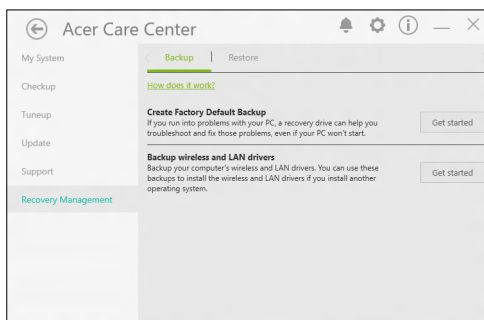 Acer Care Center
My System
Checkup
Tuneup
Update
Support
Recovery Management
Backup
Restore
How does it work?
Create Factory Default Backup
If you run into problems with your PC, a recovery drive can help you
troubleshoot and fix those problems, even if your PC won't start.
Get started
Backup wireless and LAN drivers
Backup your computer's wireless and LAN drivers. You can use these
backups to install the wireless and LAN drivers if you install another
operating system.
Get started